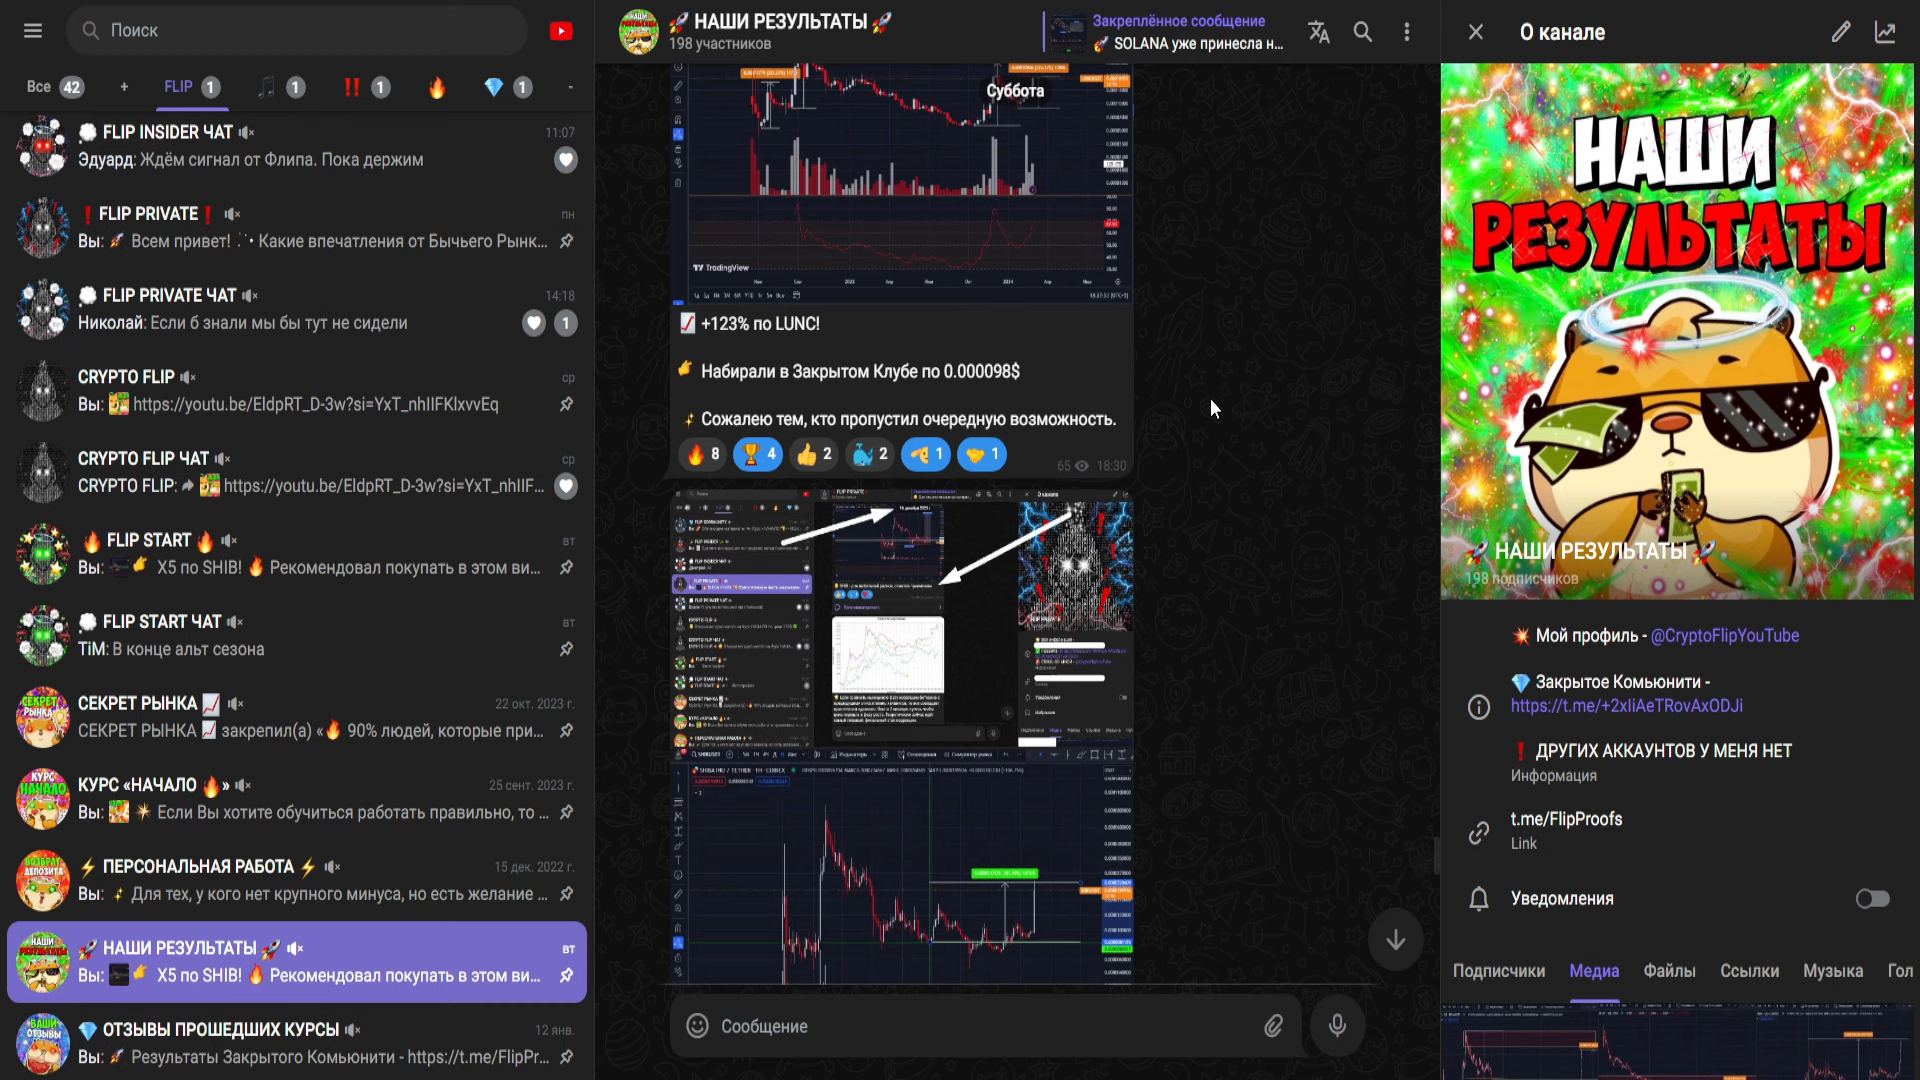 Поиск
Все 42
+
FLIP 1
1
1
1
FLIP INSIDER ЧАТ
11:07
Эдуард: Ждём сигнал от Флипа. Пока держим
FLIP PRIVATE
пн
Вы: 🚀 Всем привет! • Какие впечатления от Бычьего Рынк...
FLIP PRIVATE ЧАТ
14:18
Николай: Если б знали мы бы тут не сидели
1
CRYPTO FLIP
ср
Вы: https://youtu.be/EldpRT_D-3w?si=YxT_nhIIFKlxvvEq
CRYPTO FLIP ЧАТ
ср
CRYPTO FLIP: https://youtu.be/EldpRT_D-3w?si=YxT_nhIIF...
🔥 FLIP START 🔥
вт
Вы: 👉 X5 по SHIB! 🔥 Рекомендовал покупать в этом ви...
FLIP START ЧАТ
вт
TiM: В конце альт сезона
СЕКРЕТ РЫНКА 📈
22 окт. 2023 г.
СЕКРЕТ РЫНКА 📈 закрепил(а) «🔥 90% людей, которые при...
КУРС «НАЧАЛО 🔥»
25 сент. 2023 г.
Вы: Если Вы хотите обучиться работать правильно, то ...
⚡ ПЕРСОНАЛЬНАЯ РАБОТА ⚡
15 дек. 2022 г.
Вы: ✨ Для тех, у кого нет крупного минуса, но есть желание ...
🚀 НАШИ РЕЗУЛЬТАТЫ 🚀
вт
Вы: 👉 X5 по SHIB! 🔥 Рекомендовал покупать в этом ви...
💎 ОТЗЫВЫ ПРОШЕДШИХ КУРСЫ
12 янв.
Вы: 🚀 Результаты Закрытого Комьюнити - https://t.me/FlipPr...
🚀 НАШИ РЕЗУЛЬТАТЫ 🚀
198 участников
Закреплённое сообщение
🚀 SOLANA уже принесла н...
Суббота
TradingView
📈 +123% по LUNC!
👉 Набирали в Закрытом Клубе по 0.000098$
✨ Сожалею тем, кто пропустил очередную возможность.
🔥 8
🏆 4
👍 2
🐳 2
1
🤝 1
65
18:30
Сообщение
О канале
НАШИ
РЕЗУЛЬТАТЫ
🚀 НАШИ РЕЗУЛЬТАТЫ 🚀
198 подписчиков
💥 Мой профиль - @CryptoFlipYouTube
💎 Закрытое Комьюнити -
https://t.me/+2xIiAeTRovAxODJi
❗ ДРУГИХ АККАУНТОВ У МЕНЯ НЕТ
Информация
t.me/FlipProofs
Link
Уведомления
Подписчики
Медиа
Файлы
Ссылки
Музыка
Гол